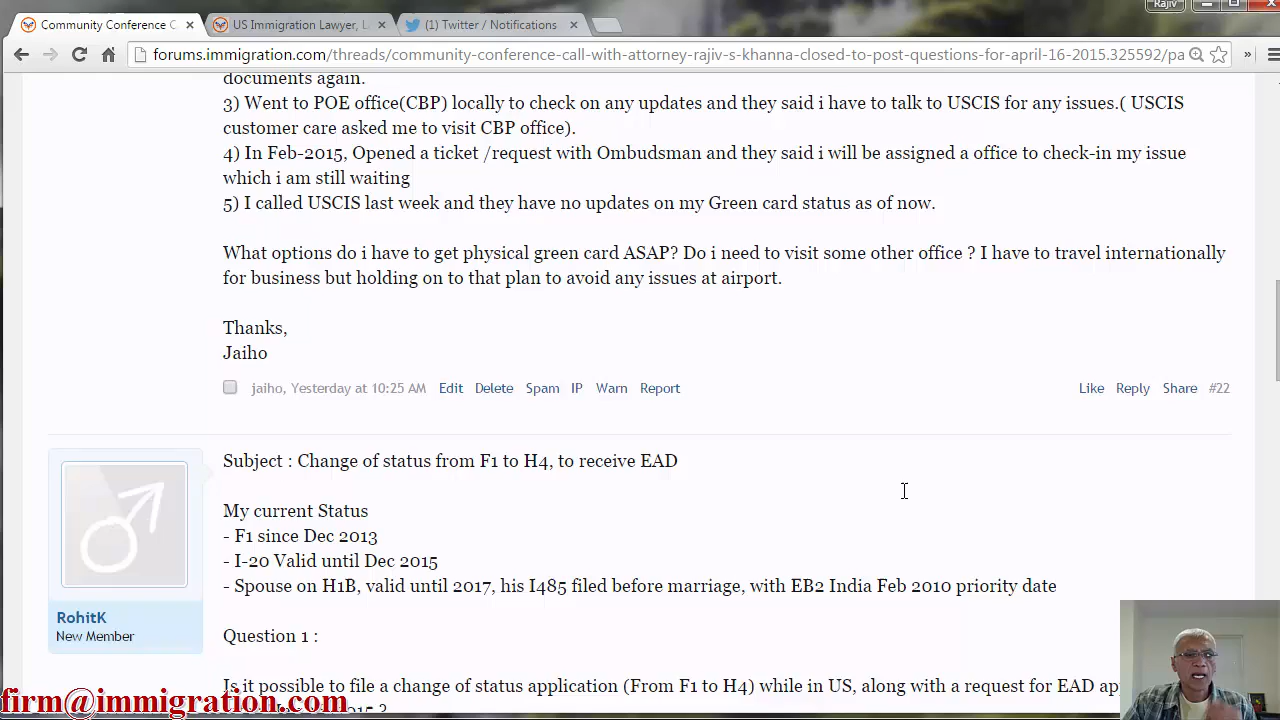 Rajiv
Community Conference C
US Immigration Lawyer, L
(1) Twitter / Notifications
forums.immigration.com/threads/community-conference-call-with-attorney-rajiv-s-khanna-closed-to-post-questions-for-april-16-2015.325592/pa
documents again.
3) Went to POE office(CBP) locally to check on any updates and they said i have to talk to USCIS for any issues.( USCIS
customer care asked me to visit CBP office).
4) In Feb-2015, Opened a ticket /request with Ombudsman and they said i will be assigned a office to check-in my issue
which i am still waiting
5) I called USCIS last week and they have no updates on my Green card status as of now.
What options do i have to get physical green card ASAP? Do i need to visit some other office ? I have to travel internationally
for business but holding on to that plan to avoid any issues at airport.
Thanks,
Jaiho
jaiho, Yesterday at 10:25 AM Edit Delete Spam IP Warn Report Like Reply Share #22
Subject : Change of status from F1 to H4, to receive EAD
My current Status
- F1 since Dec 2013
- I-20 Valid until Dec 2015
- Spouse on H1B, valid until 2017, his I485 filed before marriage, with EB2 India Feb 2010 priority date
RohitK
New Member
Question 1 :
Is it possible to file a change of status application (From F1 to H4) while in US, along with a request for EAD ap
2015 ?
firm@immigration.com